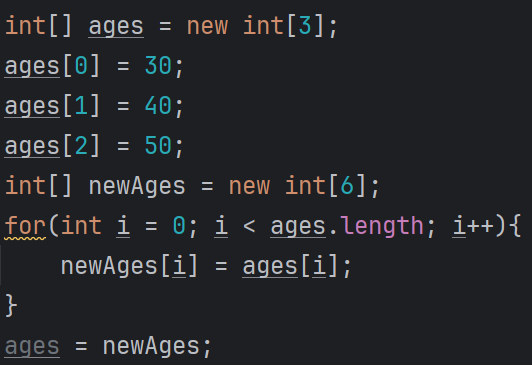 int[] ages = new int[3];
ages[0] = 30;
ages[1] = 40;
ages[2] = 50;
int[] newAges = new int[6];
for(int i = 0; i < ages.length; i++){
    newAges[i] = ages[i];
}
ages = newAges;